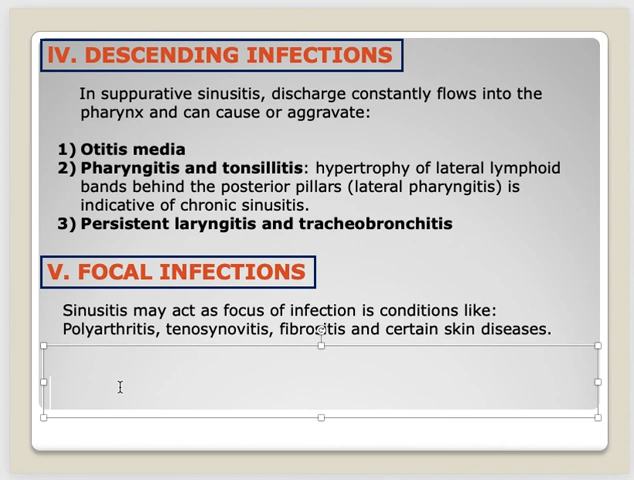 IV. DESCENDING INFECTIONS
In suppurative sinusitis, discharge constantly flows into the
pharynx and can cause or aggravate:
1) Otitis media
2) Pharyngitis and tonsillitis: hypertrophy of lateral lymphoid
bands behind the posterior pillars (lateral pharyngitis) is
indicative of chronic sinusitis.
3) Persistent laryngitis and tracheobronchitis
V. FOCAL INFECTIONS
Sinusitis may act as focus of infection is conditions like:
Polyarthritis, tenosynovitis, fibrositis and certain skin diseases.